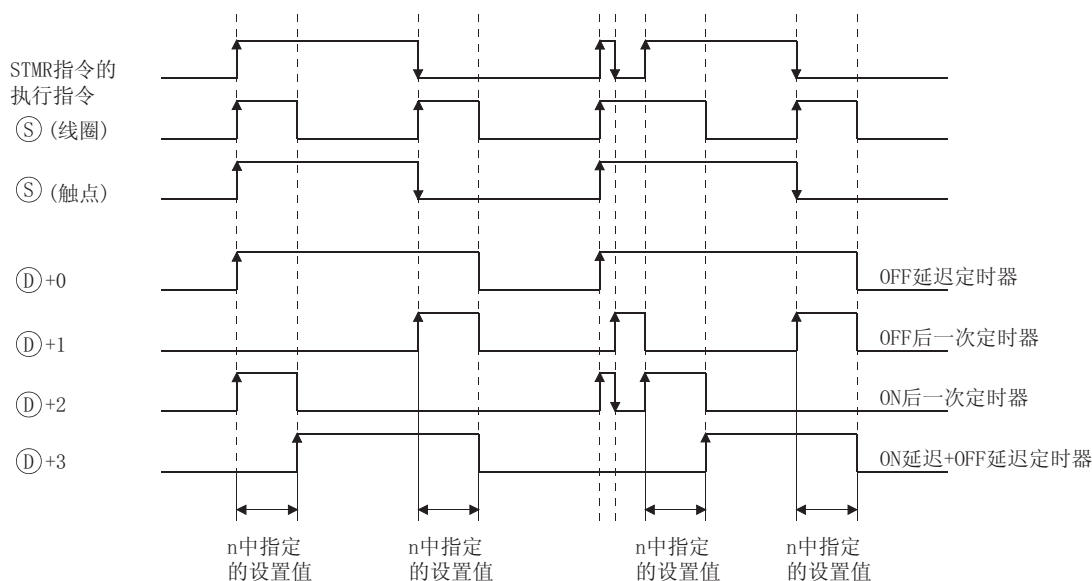 STMR指令的
执行指令
Ⓢ (线圈)
Ⓢ (触点)
Ⓓ+0
OFF延迟定时器
Ⓓ+1
OFF后一次定时器
Ⓓ+2
ON后一次定时器
Ⓓ+3
ON延迟+OFF延迟定时器
n中指定
的设置值
n中指定
的设置值
n中指定
的设置值
n中指定
的设置值